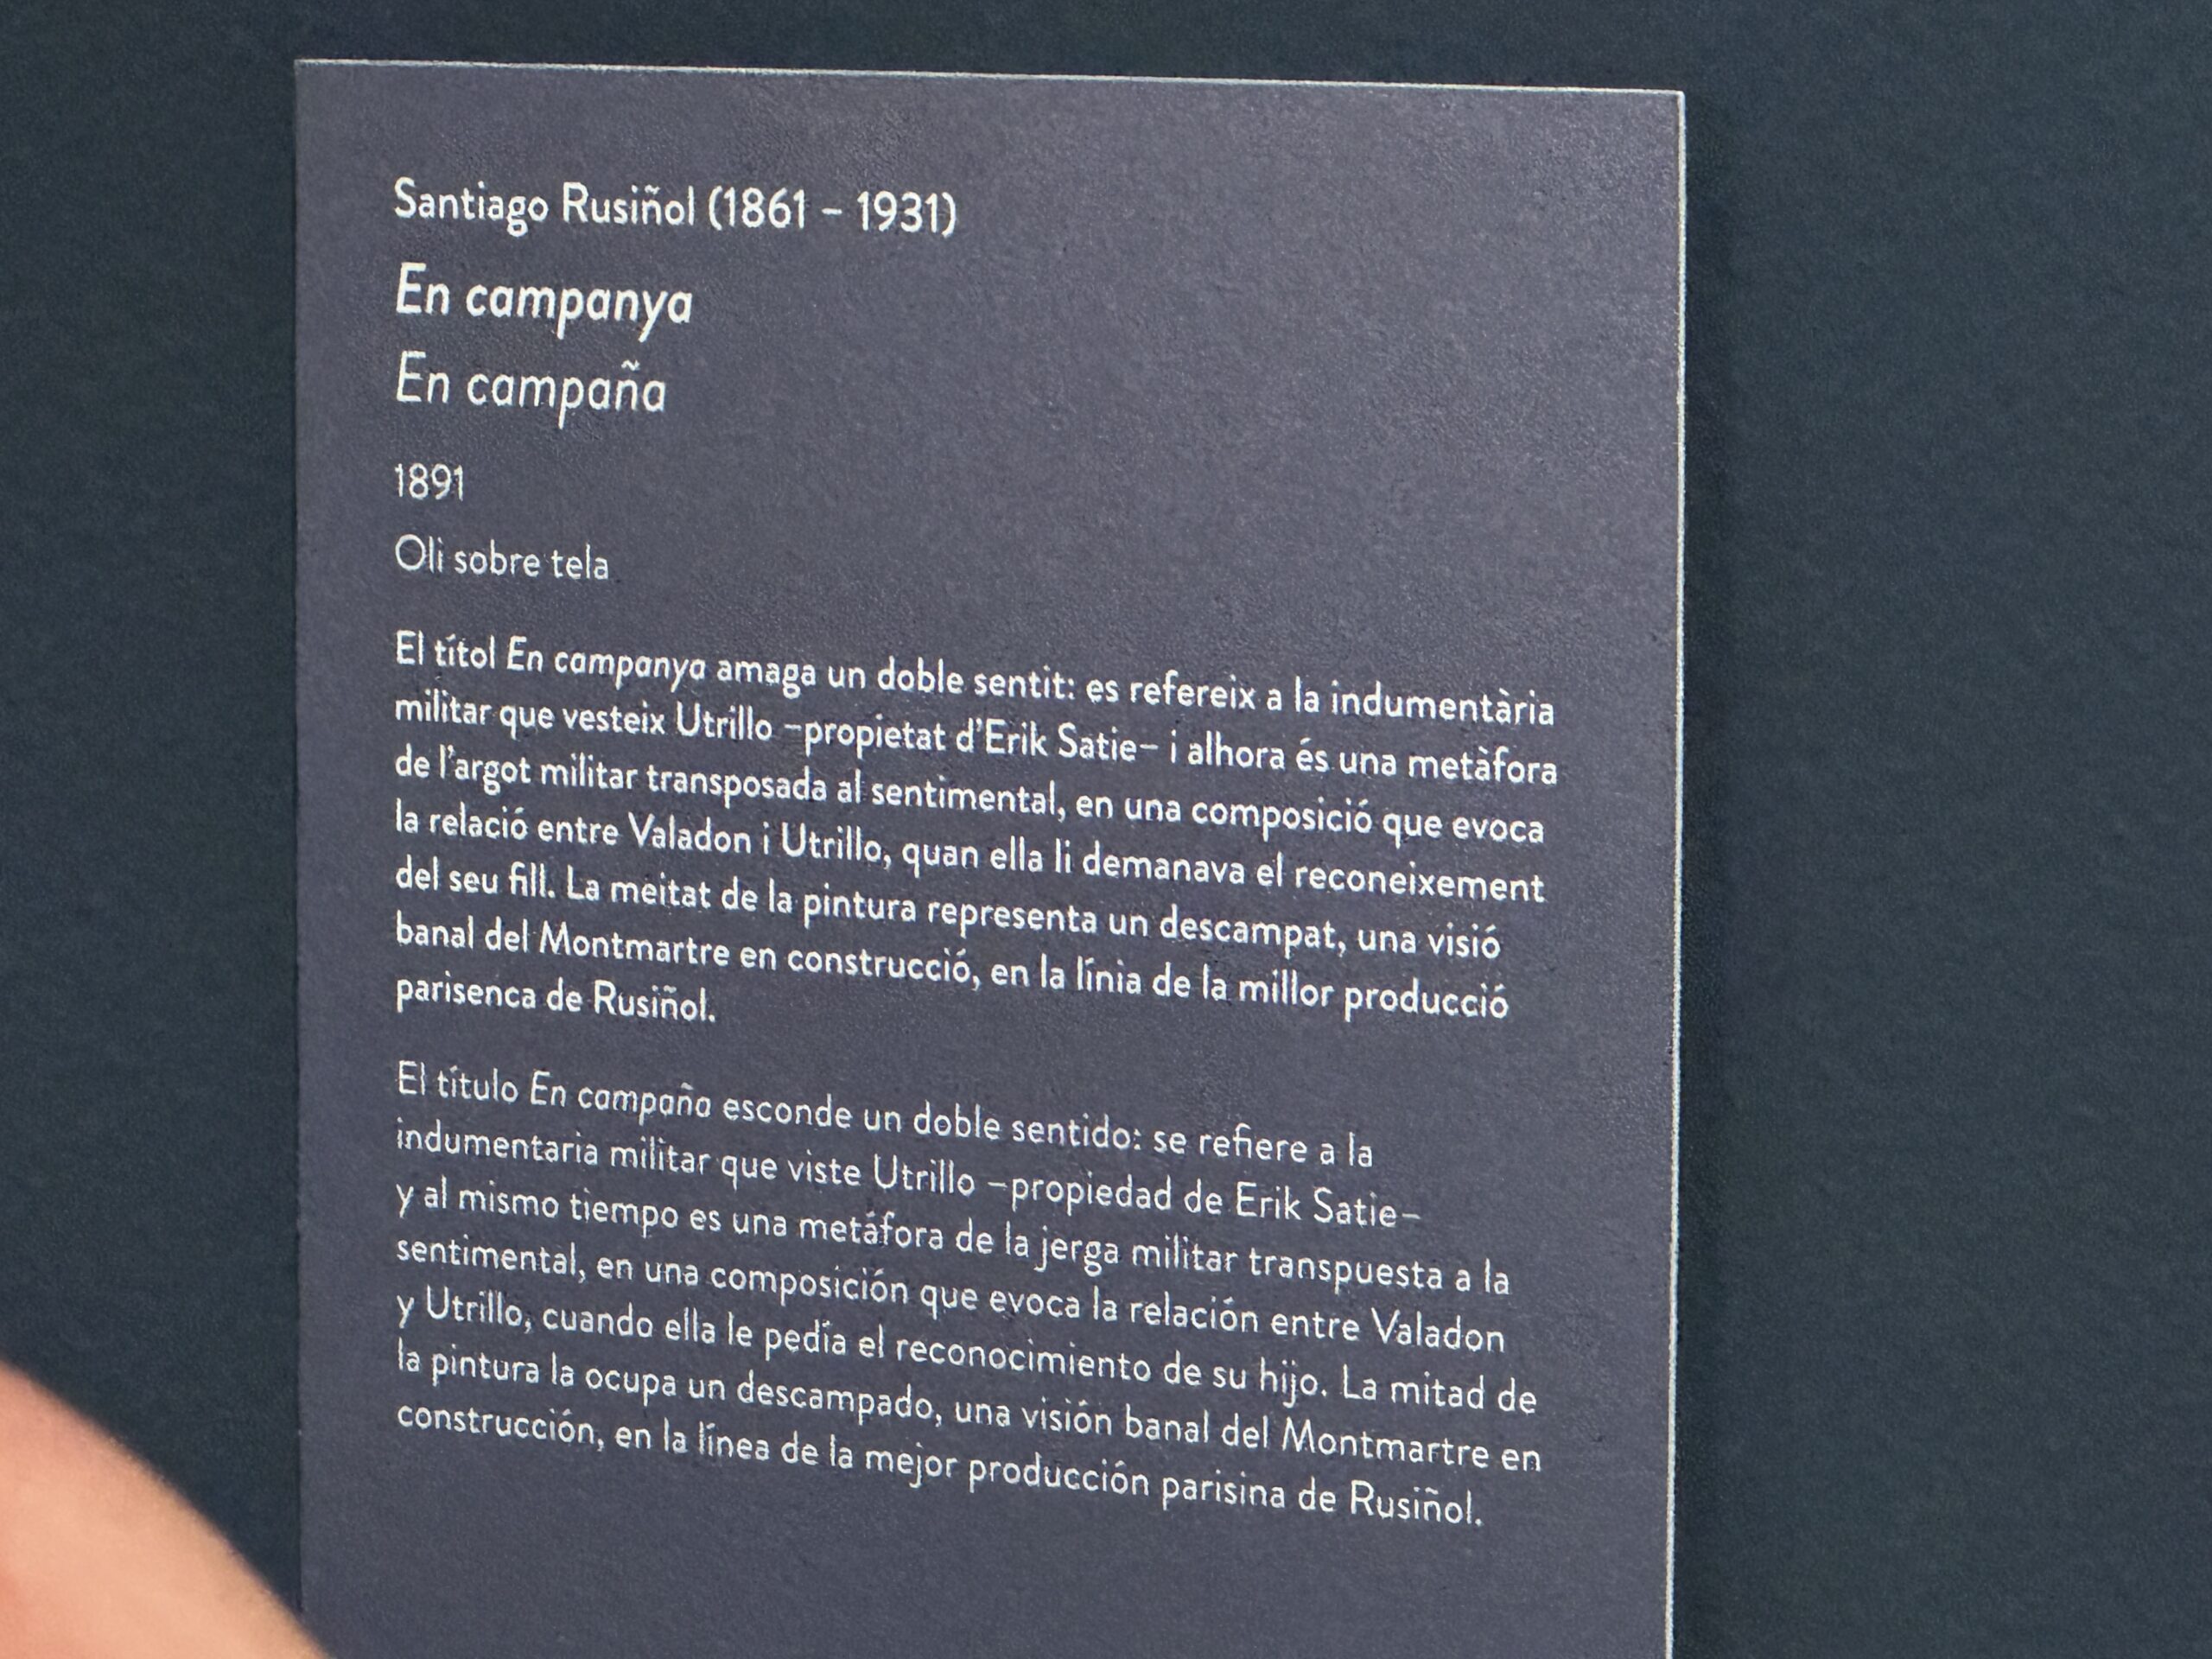 Santiago Rusiñol (1861 – 1931)
En campanya
En campaña
1891
Oli sobre tela
El títol En campanya amaga un doble sentit: es refereix a la indumentària
militar que vesteix Utrillo –propietat d'Erik Satie– i alhora és una metàfora
de l'argot militar transposada al sentimental, en una composició que evoca
la relació entre Valadon i Utrillo, quan ella li demanava el reconeixement
del seu fill. La meitat de la pintura representa un descampat, una visió
banal del Montmartre en construcció, en la línia de la millor producció
parisenca de Rusiñol.
El título En campaña esconde un doble sentido: se refiere a la
indumentaria militar que viste Utrillo –propiedad de Erik Satie–
y al mismo tiempo es una metáfora de la jerga militar transpuesta a la
sentimental, en una composición que evoca la relación entre Valadon
y Utrillo, cuando ella le pedía el reconocimiento de su hijo. La mitad de
la pintura la ocupa un descampado, una visión banal del Montmartre en
construcción, en la línea de la mejor producción parisina de Rusiñol.